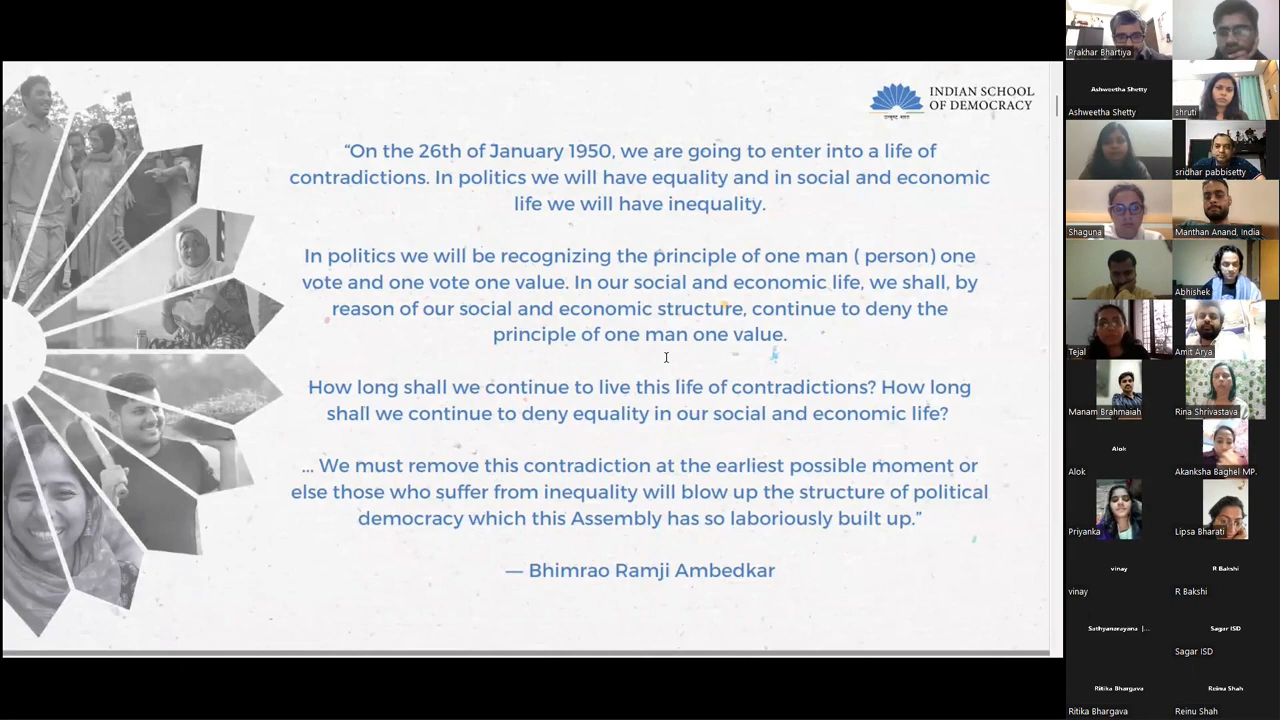 INDIAN SCHOOL
OF DEMOCRACY
“On the 26th of January 1950, we are going to enter into a life of
contradictions. In politics we will have equality and in social and economic
life we will have inequality.
In politics we will be recognizing the principle of one man ( person) one
vote and one vote one value. In our social and economic life, we shall, by
reason of our social and economic structure, continue to deny the
principle of one man one value.
How long shall we continue to live this life of contradictions? How long
shall we continue to deny equality in our social and economic life?
... We must remove this contradiction at the earliest possible moment or
else those who suffer from inequality will blow up the structure of political
democracy which this Assembly has so laboriously built up.”
— Bhimrao Ramji Ambedkar
Prakhar Bhartiya
Ashweetha Shetty
Ashweetha Shetty
shruti
sridhar pabbisetty
Shaguna
Manthan Anand, India
Abhishek
Tejal
Amit Arya
Manam Brahmaiah
Rina Shrivastava
Alok
Alok
Akanksha Baghel MP.
Priyanka
Lipsa Bharati
vinay
R Bakshi
vinay
R Bakshi
Sathyanarayana |...
Sagar ISD
Sagar ISD
Ritika Bhargava
Reinu Shah
Ritika Bhargava
Reinu Shah